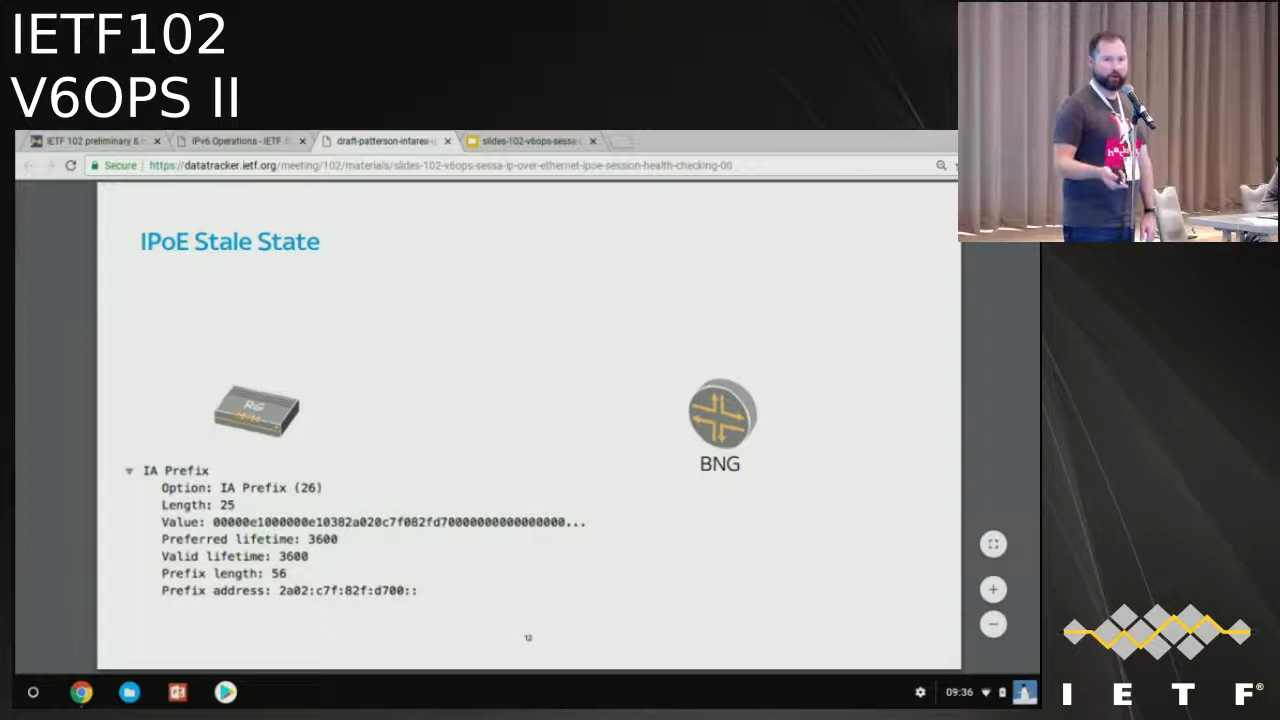 IETF102
V6OPS II
IETF 102 preliminary &
IPv6 Operations - IETF
draft-patterson-intarea-ip
slides-102-v6ops-sessa
Secure
https://datatracker.ietf.org/meeting/102/materials/slides-102-v6ops-sessa-ip-over-ethernet-ipoe-session-health-checking-00
IPoE Stale State
RG
BNG
IA Prefix
Option: IA Prefix (26)
Length: 25
Value: 00000e1000000e10382a020c7f082fd70000000000000000...
Preferred lifetime: 3600
Valid lifetime: 3600
Prefix length: 56
Prefix address: 2a02:c7f:82f:d700::
12
09:36
I E T F®